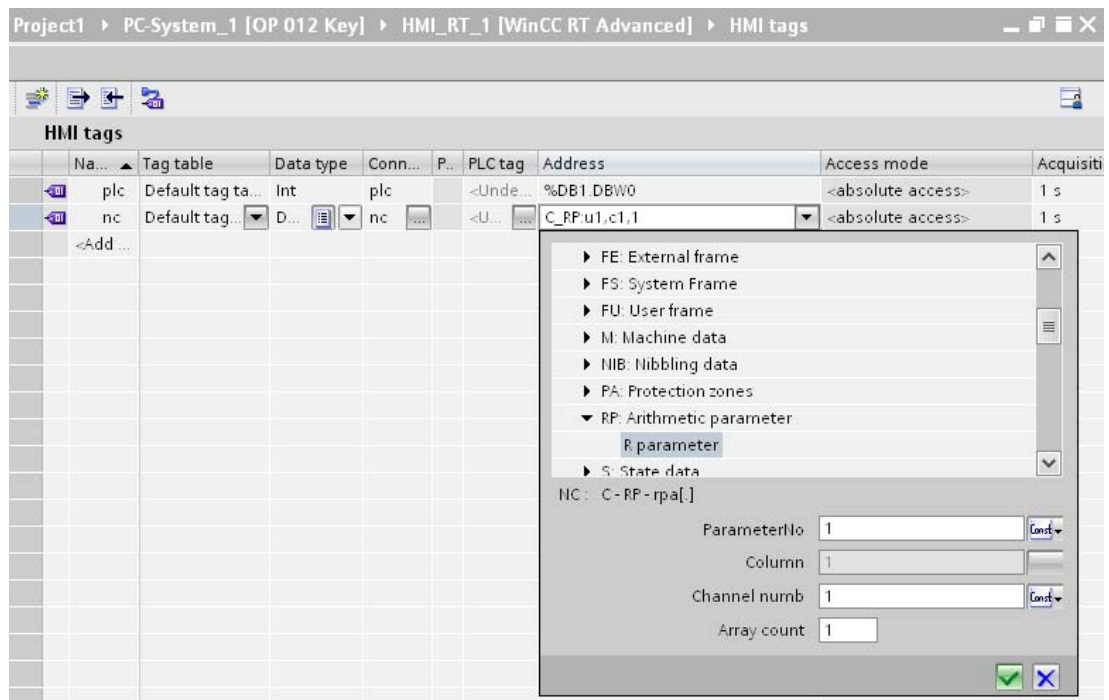 Project1 ▸ PC-System_1 [OP 012 Key] ▸ HMI_RT_1 [WinCC RT Advanced] ▸ HMI tags
HMI tags
Na... Tag table Data type Conn... P.. PLC tag Address Access mode Acquisiti
plc Default tag ta... Int plc <Unde... %DB1.DBW0 <absolute access> 1 s
nc Default tag... D... nc ... <U... ... C_RP:u1,c1,1 <absolute access> 1 s
<Add ...
FE: External frame
FS: System Frame
FU: User frame
M: Machine data
NIB: Nibbling data
PA: Protection zones
RP: Arithmetic parameter
R parameter
S: State data
NC : C - RP - rpa[.]
ParameterNo 1 Const
Column 1
Channel numb 1 Const
Array count 1